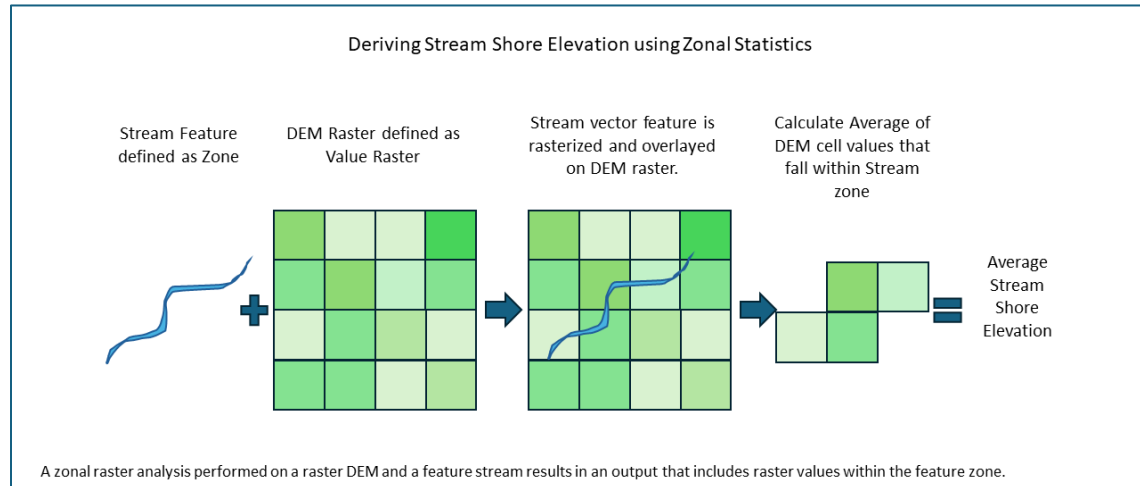 Deriving Stream Shore Elevation using Zonal Statistics
Stream Feature
defined as Zone
DEM Raster defined as
Value Raster
Stream vector feature is
rasterized and overlayed
on DEM raster.
Calculate Average of
DEM cell values that
fall within Stream
zone
Average
Stream
Shore
Elevation
A zonal raster analysis performed on a raster DEM and a feature stream results in an output that includes raster values within the feature zone.